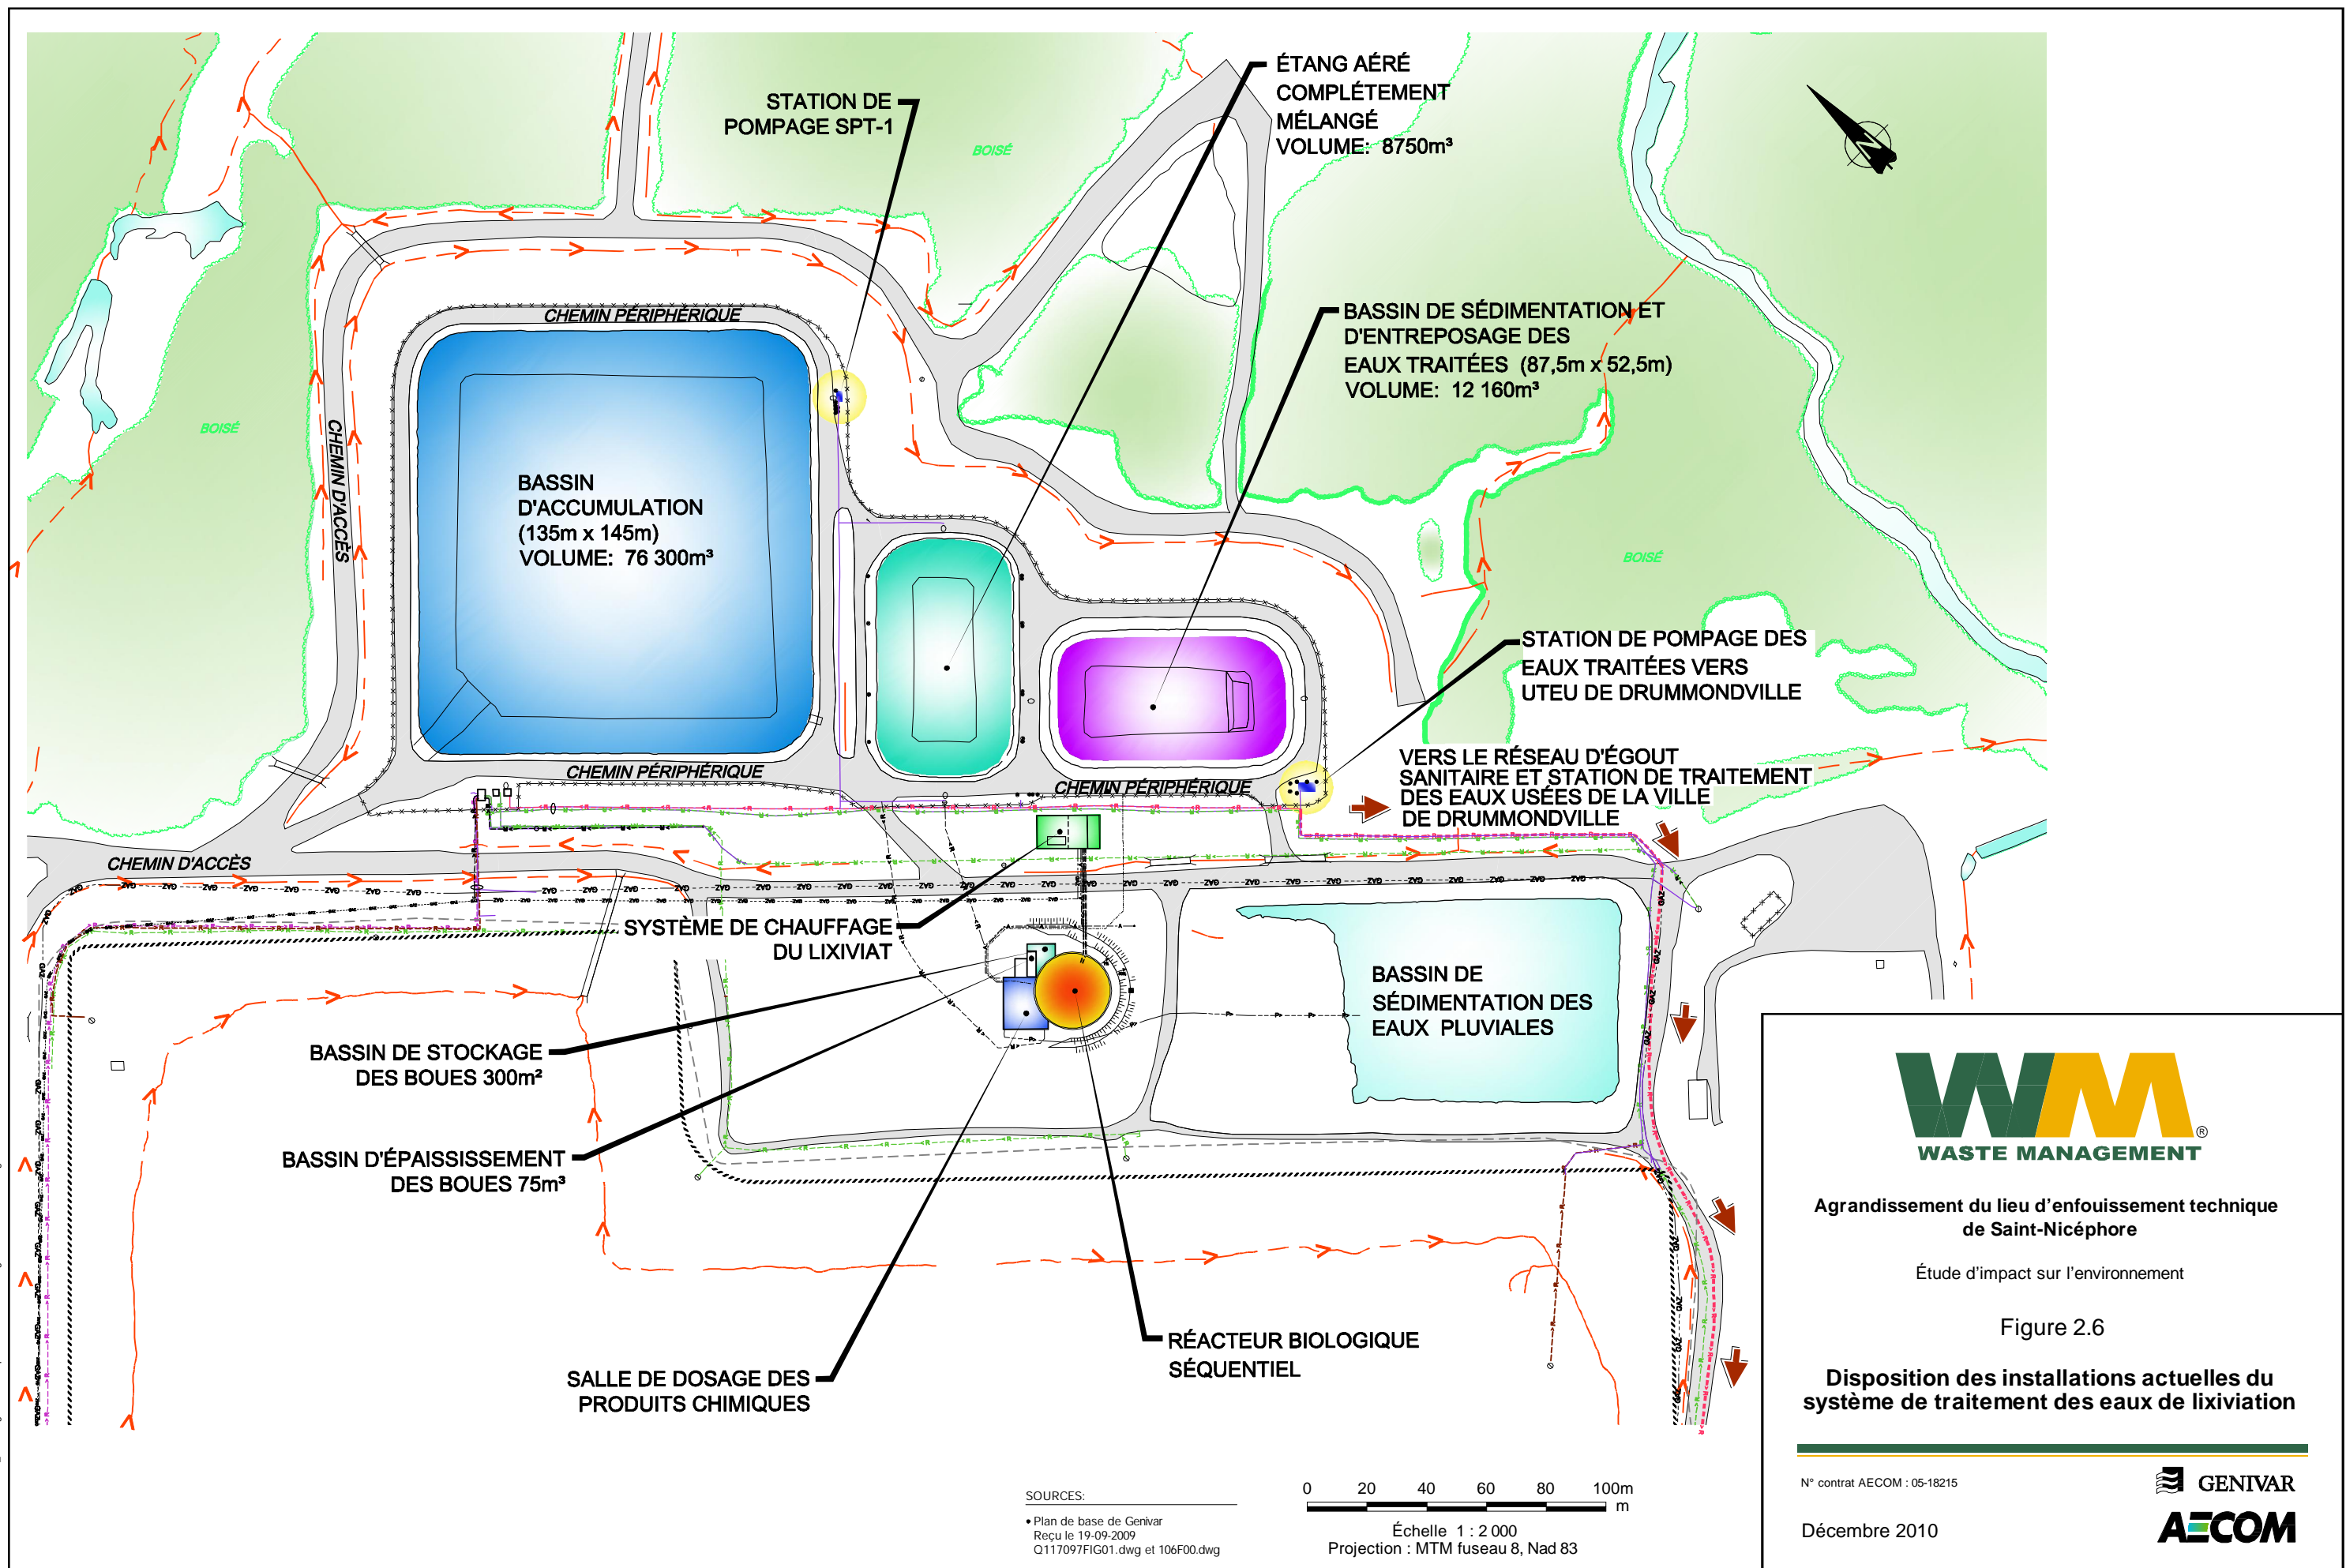 STATION DE
POMPAGE SPT-1
ÉTANG AÉRÉ
COMPLÉTEMENT
MÉLANGÉ
VOLUME: 8750m³
BOISÉ
CHEMIN PÉRIPHÉRIQUE
BASSIN DE SÉDIMENTATION ET
D'ENTREPOSAGE DES
EAUX TRAITÉES (87,5m x 52,5m)
VOLUME: 12 160m³
BOISÉ
CHEMIN D'ACCÈS
BASSIN
D'ACCUMULATION
(135m x 145m)
VOLUME: 76 300m³
BOISÉ
STATION DE POMPAGE DES
EAUX TRAITÉES VERS
UTEU DE DRUMMONDVILLE
CHEMIN PÉRIPHÉRIQUE
CHEMIN PÉRIPHÉRIQUE
VERS LE RÉSEAU D'ÉGOUT
SANITAIRE ET STATION DE TRAITEMENT
DES EAUX USÉES DE LA VILLE
DE DRUMMONDVILLE
CHEMIN D'ACCÈS
SYSTÈME DE CHAUFFAGE
DU LIXIVIAT
BASSIN DE
SÉDIMENTATION DES
EAUX PLUVIALES
BASSIN DE STOCKAGE
DES BOUES 300m²
BASSIN D'ÉPAISSISSEMENT
DES BOUES 75m³
RÉACTEUR BIOLOGIQUE
SÉQUENTIEL
SALLE DE DOSAGE DES
PRODUITS CHIMIQUES
WM
®
WASTE MANAGEMENT
Agrandissement du lieu d'enfouissement technique
de Saint-Nicéphore
Étude d'impact sur l'environnement
Figure 2.6
Disposition des installations actuelles du
système de traitement des eaux de lixiviation
N° contrat AECOM : 05-18215
GENIVAR
Décembre 2010
AECOM
SOURCES:
• Plan de base de Genivar
Reçu le 19-09-2009
Q117097FIG01.dwg et 106F00.dwg
0 20 40 60 80 100m
m
Échelle 1 : 2 000
Projection : MTM fuseau 8, Nad 83